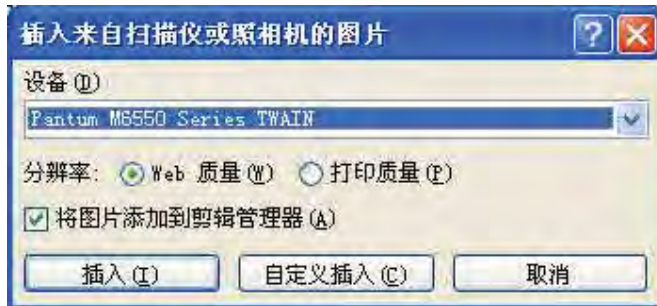 插入来自扫描仪或照相机的图片
设备(D)
Pantum M6550 Series TWAIN
分辨率: Web 质量(W) 打印质量(P)
将图片添加到剪辑管理器(A)
插入(I) 自定义插入(C) 取消